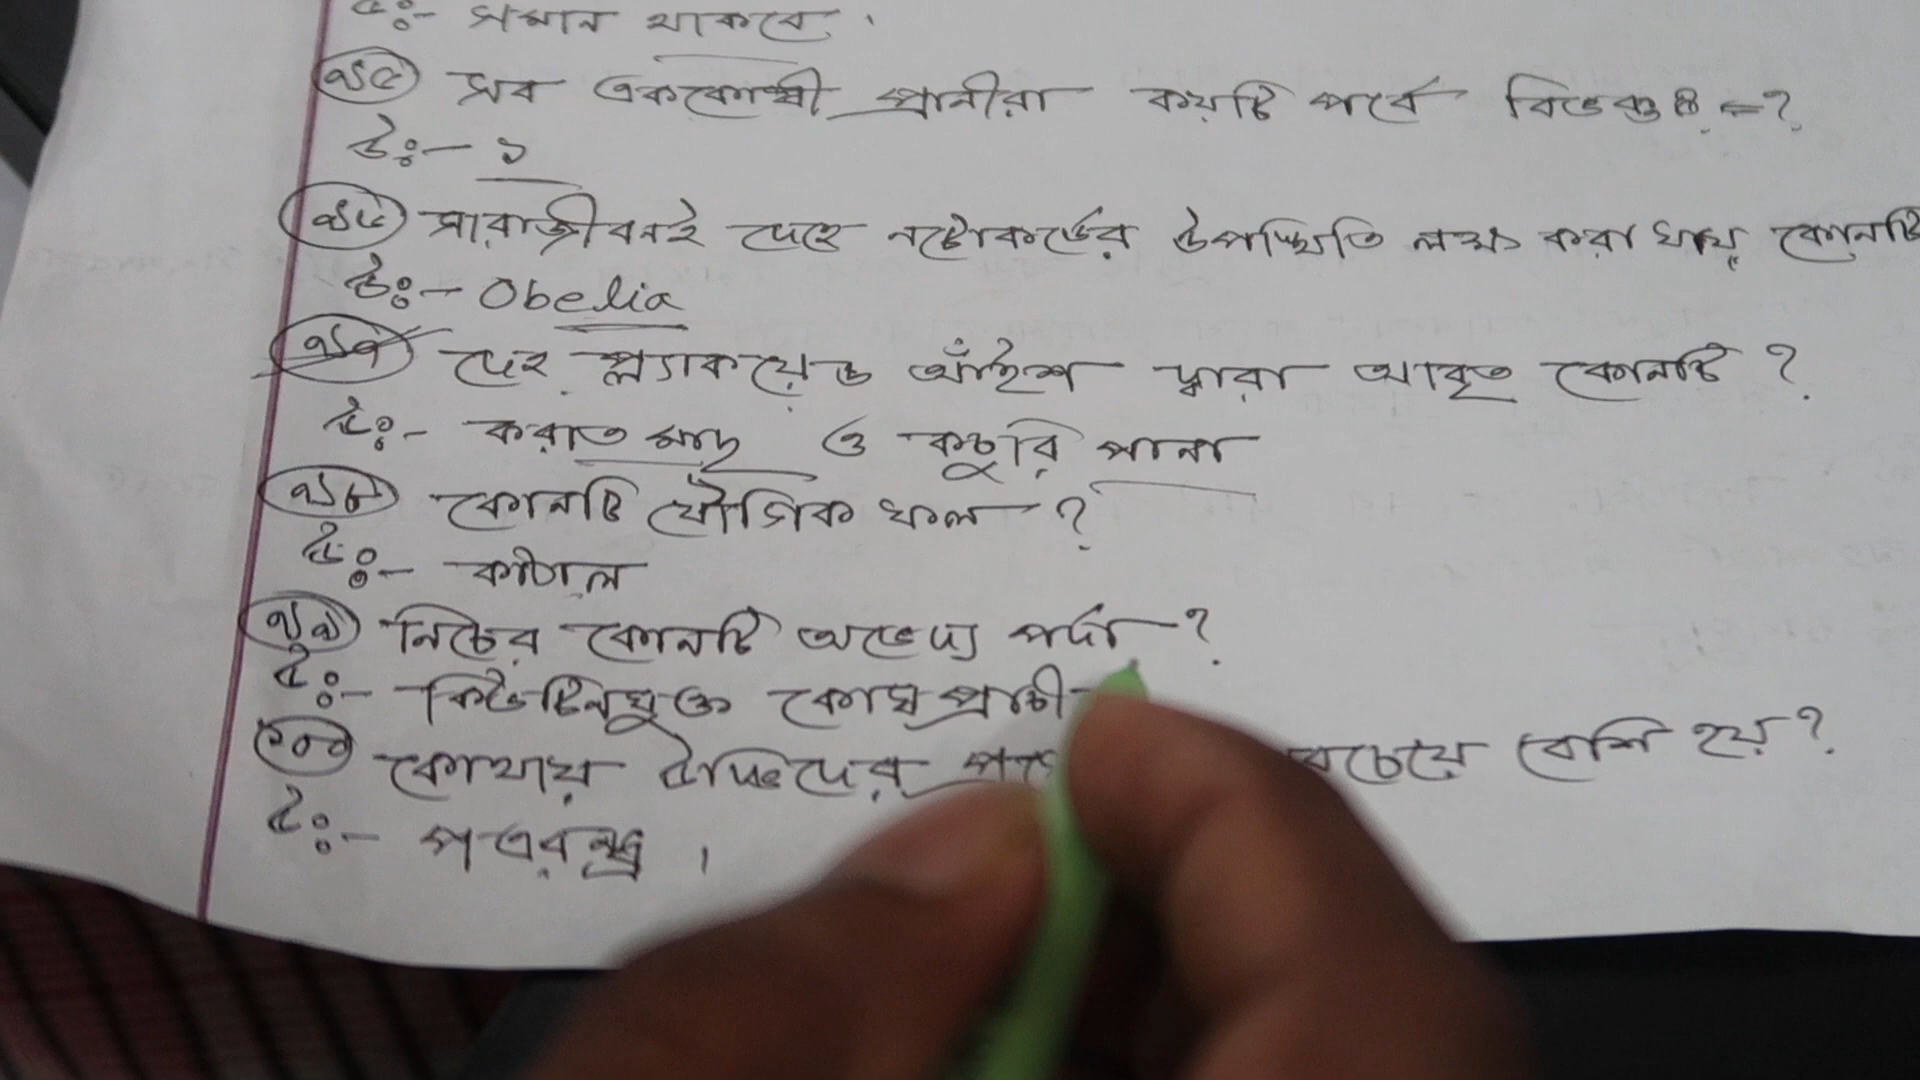 উঃ- সমান থাকবে।
৯৫ সব এককোষী প্রানীরা কয়টি পর্বে বিভক্ত?
উঃ- ১
৯৬ সারাজীবনই দেহে নটোকর্ডের উপস্থিতি লক্ষ করা যায় কোনটি
উঃ- Obelia
৯৭ দেহ প্ল্যাকয়েড আঁইশ দ্বারা আবৃত কোনটি?
উঃ- করাত মাছ ও কচুরি পানা
৯৮ কোনটি যৌগিক ফল?
উঃ- কাঁটাল
৯৯ নিচের কোনটি অভেদ্য পর্দা?
উঃ- কিউটিনযুক্ত কোষপ্রাচী
১০০ কোথায় উদ্ভিদের বেশি হয়?
উঃ- পত্ররন্ধ্র।